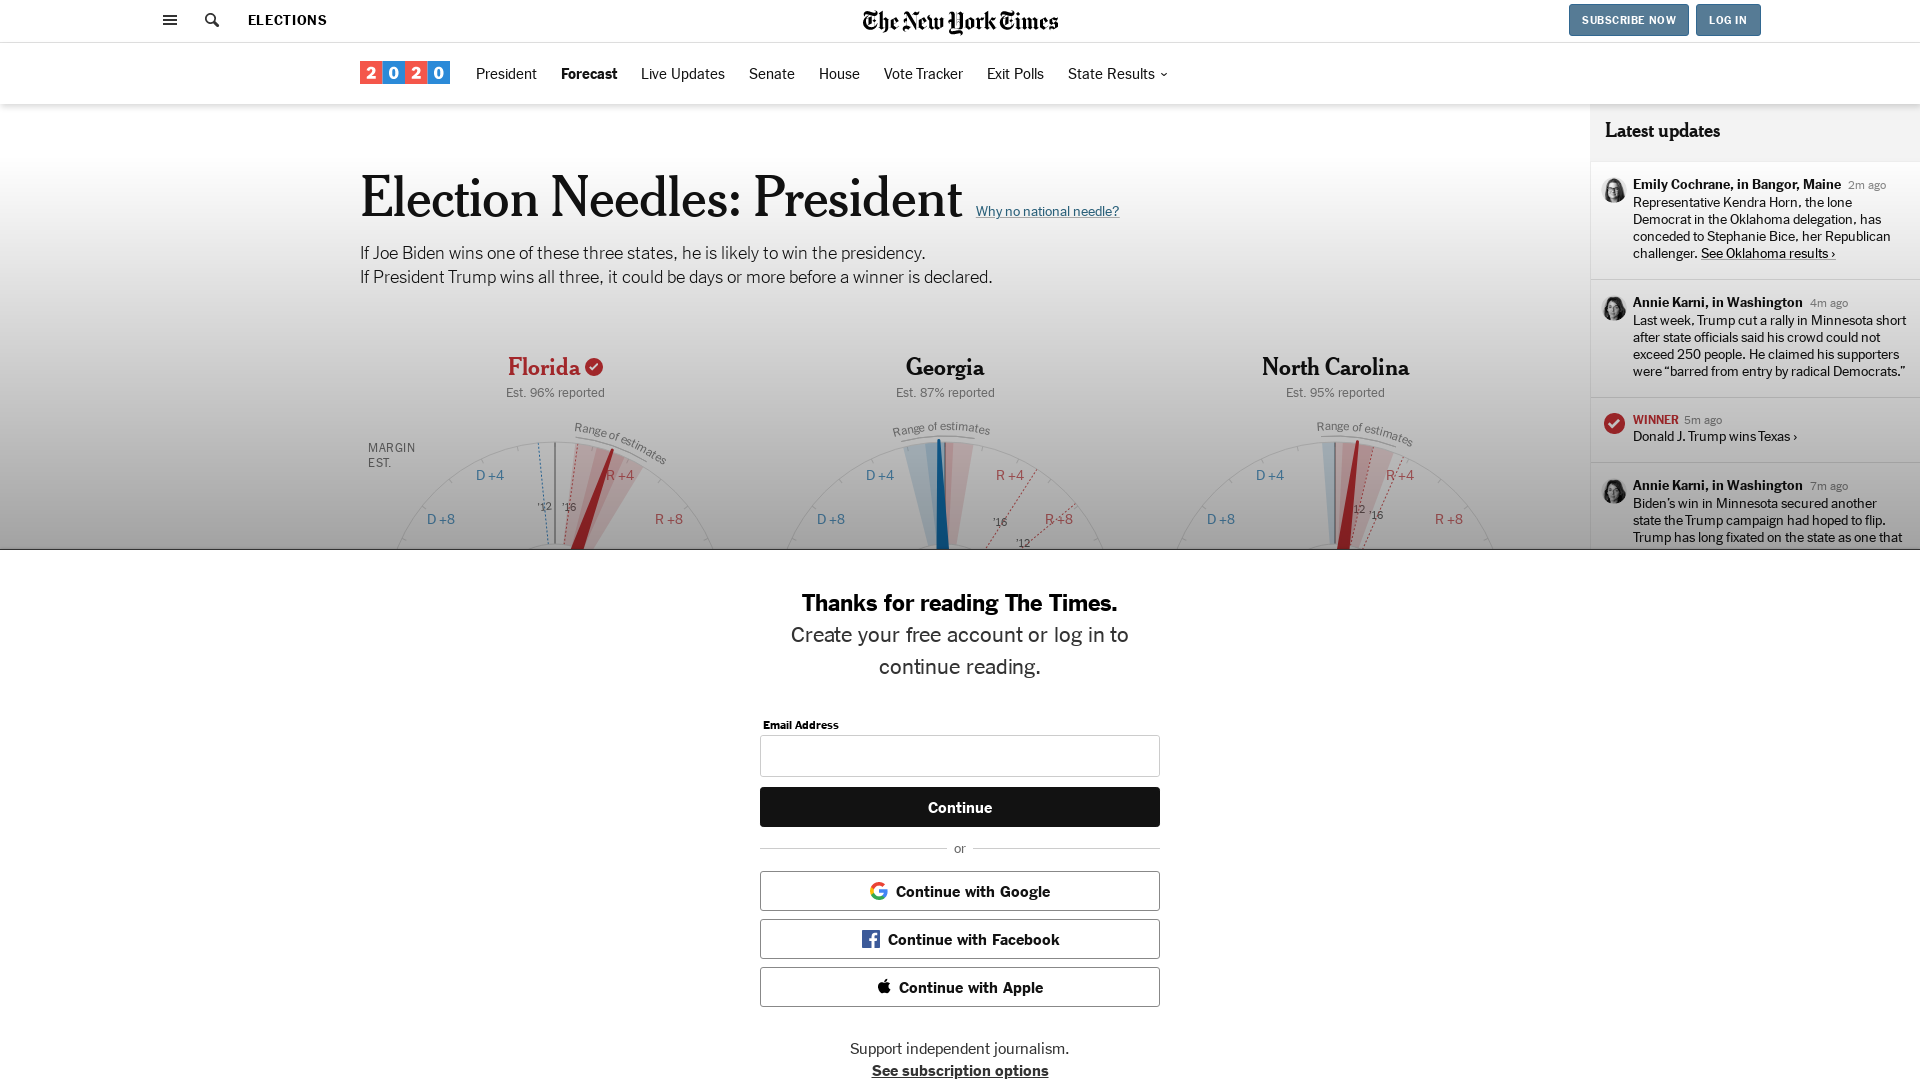 ELECTIONS
The New York Times
SUBSCRIBE NOW
LOG IN
2020
President
Forecast
Live Updates
Senate
House
Vote Tracker
Exit Polls
State Results
Election Needles: President
Why no national needle?
If Joe Biden wins one of these three states, he is likely to win the presidency.
If President Trump wins all three, it could be days or more before a winner is declared.
Florida
Est. 96% reported
MARGIN
EST.
Range of estimates
D +4
R +4
D +8
R +8
'12
'16
Georgia
Est. 87% reported
Range of estimates
D +4
R +4
D +8
R +8
'16
'12
North Carolina
Est. 95% reported
Range of estimates
D +4
R +4
D +8
R +8
'12
'16
Latest updates
Emily Cochrane, in Bangor, Maine 2m ago
Representative Kendra Horn, the lone
Democrat in the Oklahoma delegation, has
conceded to Stephanie Bice, her Republican
challenger. See Oklahoma results ›
Annie Karni, in Washington 4m ago
Last week, Trump cut a rally in Minnesota short
after state officials said his crowd could not
exceed 250 people. He claimed his supporters
were “barred from entry by radical Democrats.”
WINNER 5m ago
Donald J. Trump wins Texas ›
Annie Karni, in Washington 7m ago
Biden’s win in Minnesota secured another
state the Trump campaign had hoped to flip.
Trump has long fixated on the state as one that
Thanks for reading The Times.
Create your free account or log in to
continue reading.
Email Address
Continue
or
Continue with Google
Continue with Facebook
Continue with Apple
Support independent journalism.
See subscription options